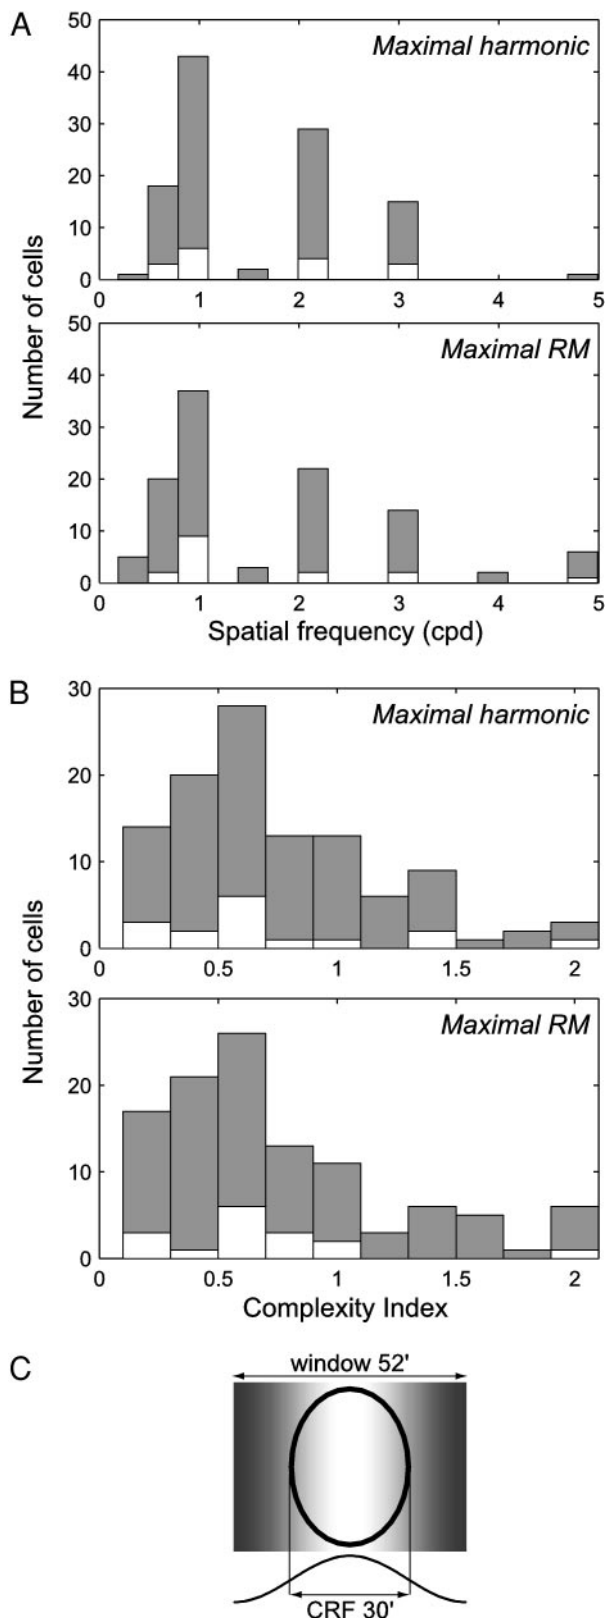 A
Maximal harmonic
50
40
30
20
10
0
0 1 2 3 4 5
Maximal RM
50
40
30
20
10
0
0 1 2 3 4 5
Number of cells
Spatial frequency (cpd)
B
Maximal harmonic
30
20
10
0
0 0.5 1 1.5 2
Maximal RM
30
20
10
0
0 0.5 1 1.5 2
Number of cells
Complexity Index
C
window 52'
CRF 30'